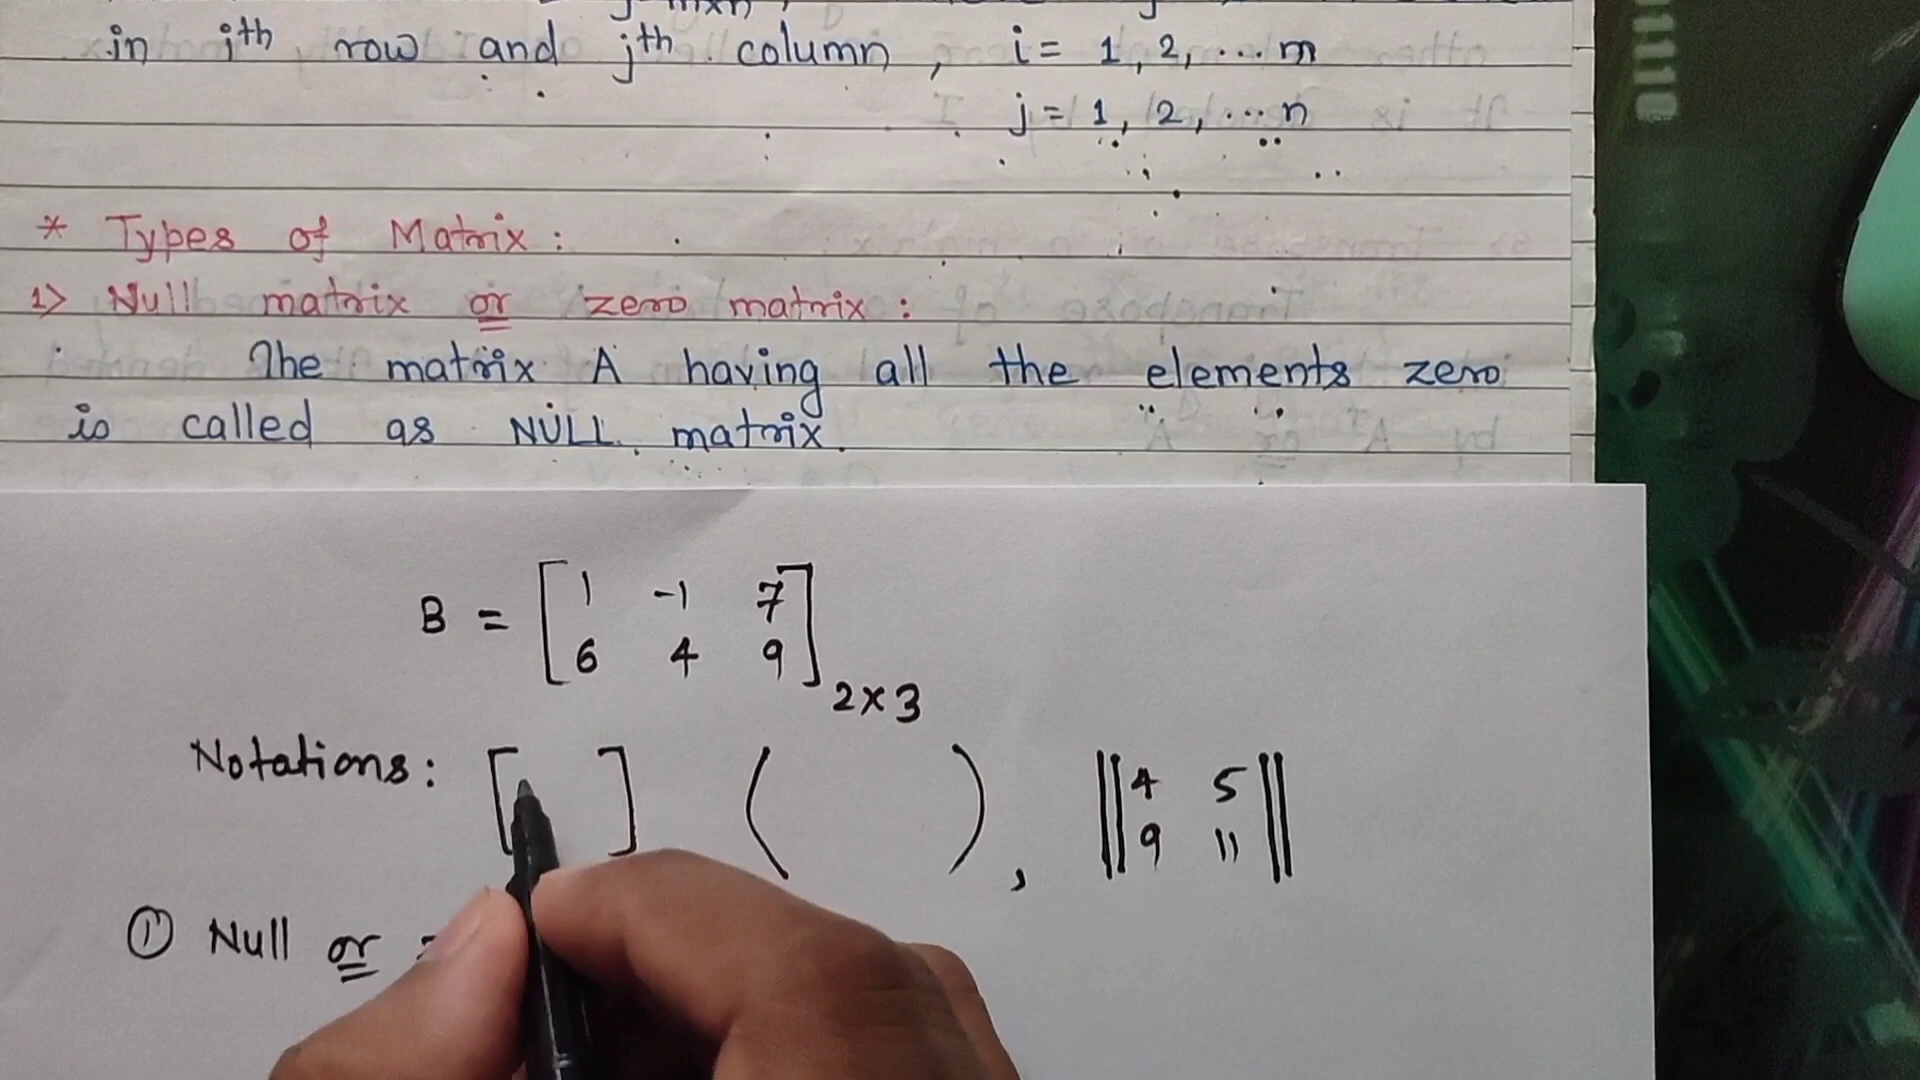 in ith row and jth column, i = 1, 2, ... m
j = 1, 2, ... n
* Types of Matrix:
1> Null matrix or zero matrix:
The matrix A having all the elements zero
is called as NULL matrix.
B = [1 -1 7
6 4 9] 2×3
Notations: [ ] ( ), || 4 5
9 11 ||
① Null or